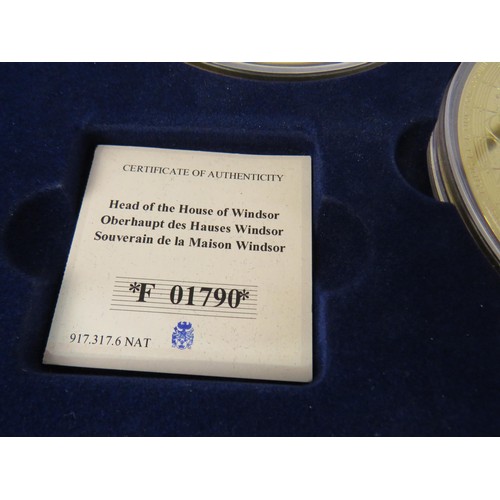 CERTIFICATE OF AUTHENTICITY
Head of the House of Windsor
Oberhaupt des Hauses Windsor
Souverain de la Maison Windsor
*F 01790*
917.317.6 NAT